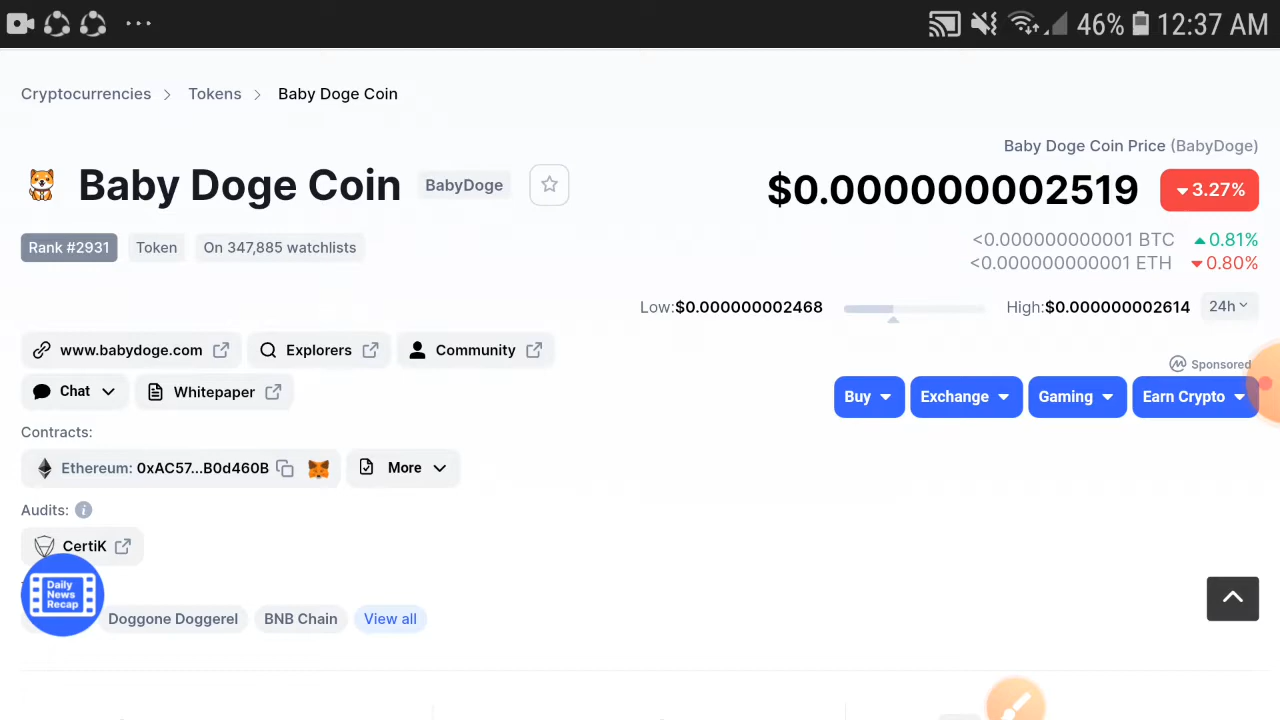 46% 12:37 AM
Cryptocurrencies > Tokens > Baby Doge Coin
Baby Doge Coin Price (BabyDoge)
Baby Doge Coin BabyDoge $0.000000002519 3.27%
<0.000000000001 BTC 0.81%
Rank #2931 Token On 347,885 watchlists
<0.000000000001 ETH 0.80%
Low:$0.000000002468 High:$0.000000002614 24h
www.babydoge.com Explorers Community
Sponsored
Chat Whitepaper
Buy Exchange Gaming Earn Crypto
Contracts:
Ethereum: 0xAC57...B0d460B More
Audits:
CertiK
Daily
News
Recap
Doggone Doggerel BNB Chain View all